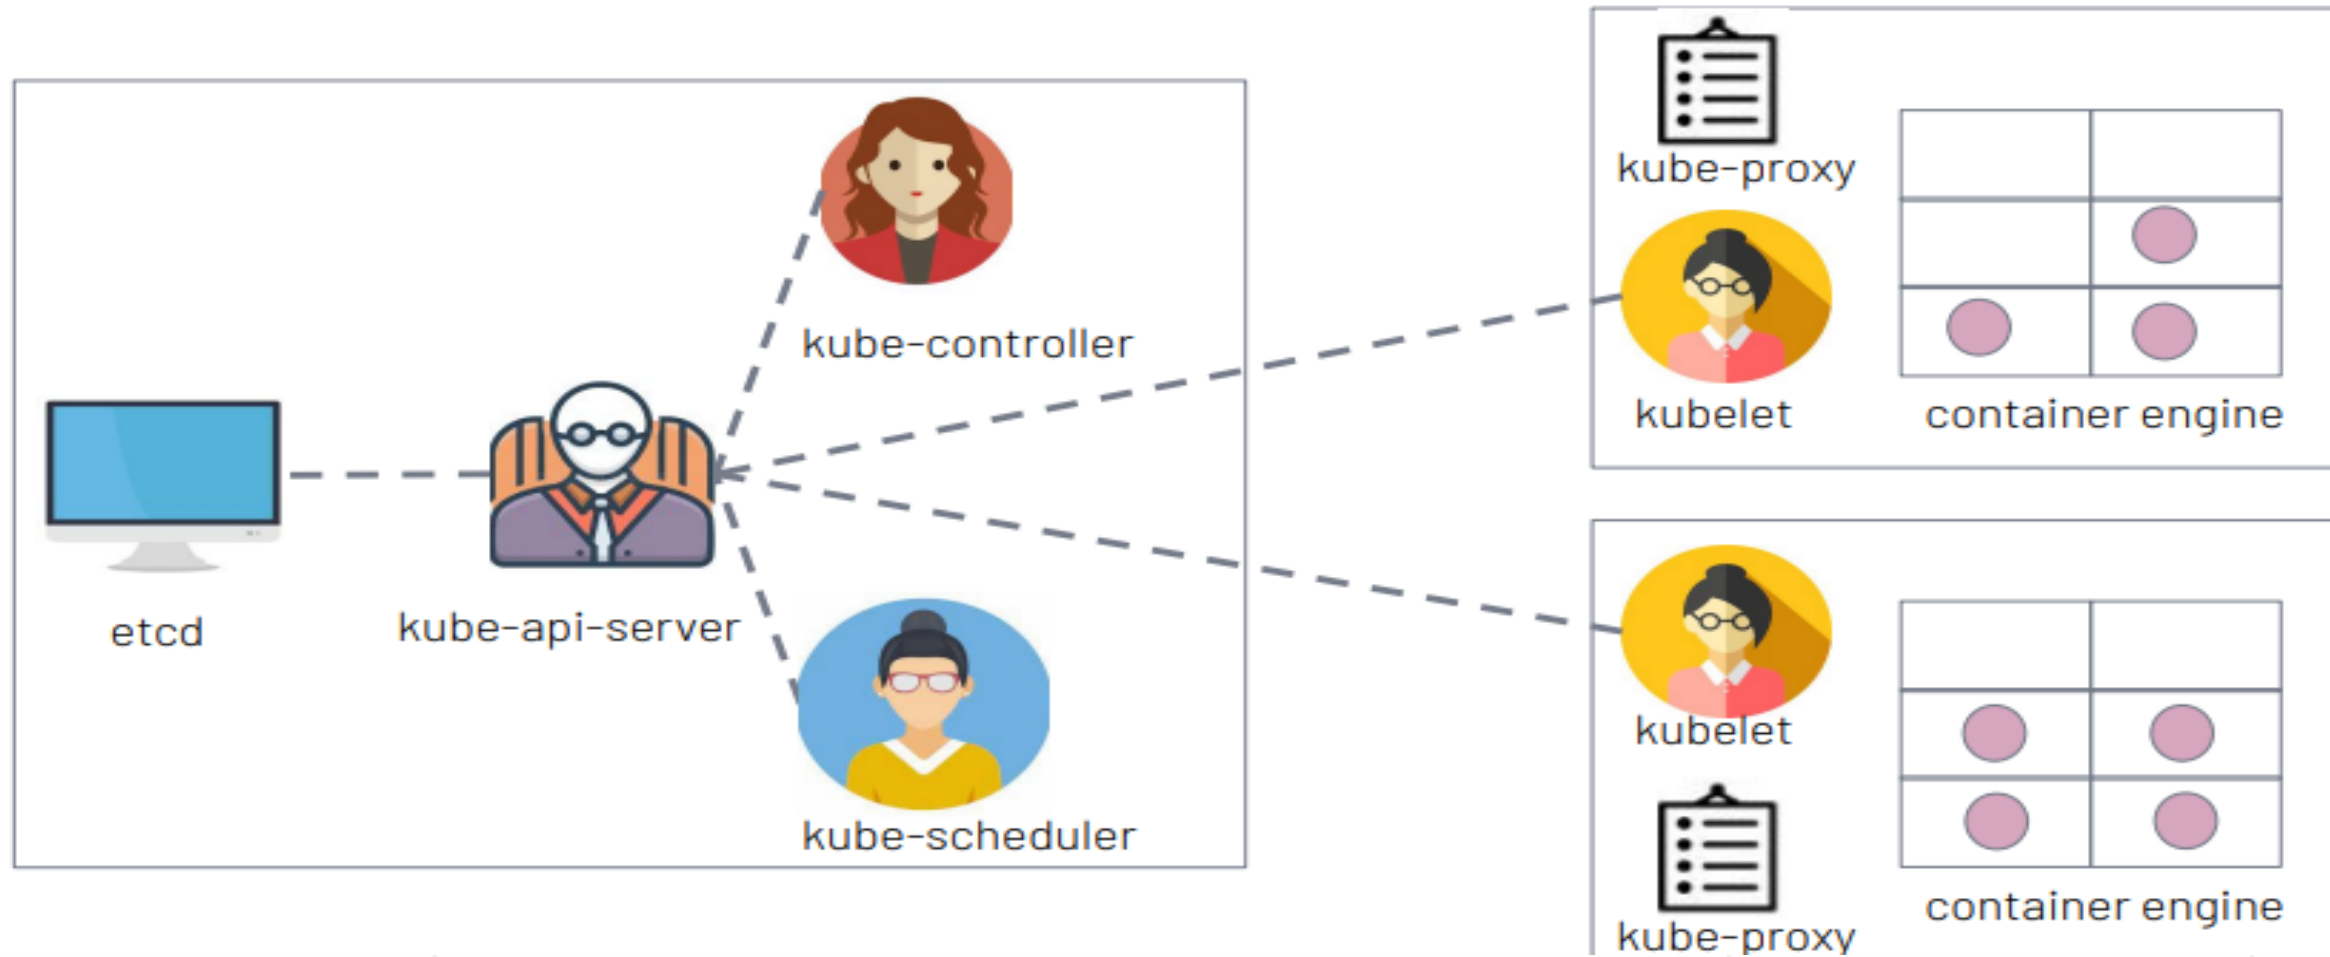 kube-controller
etcd
kube-api-server
kube-scheduler
kube-proxy
kubelet
container engine
kubelet
container engine
kube-proxy